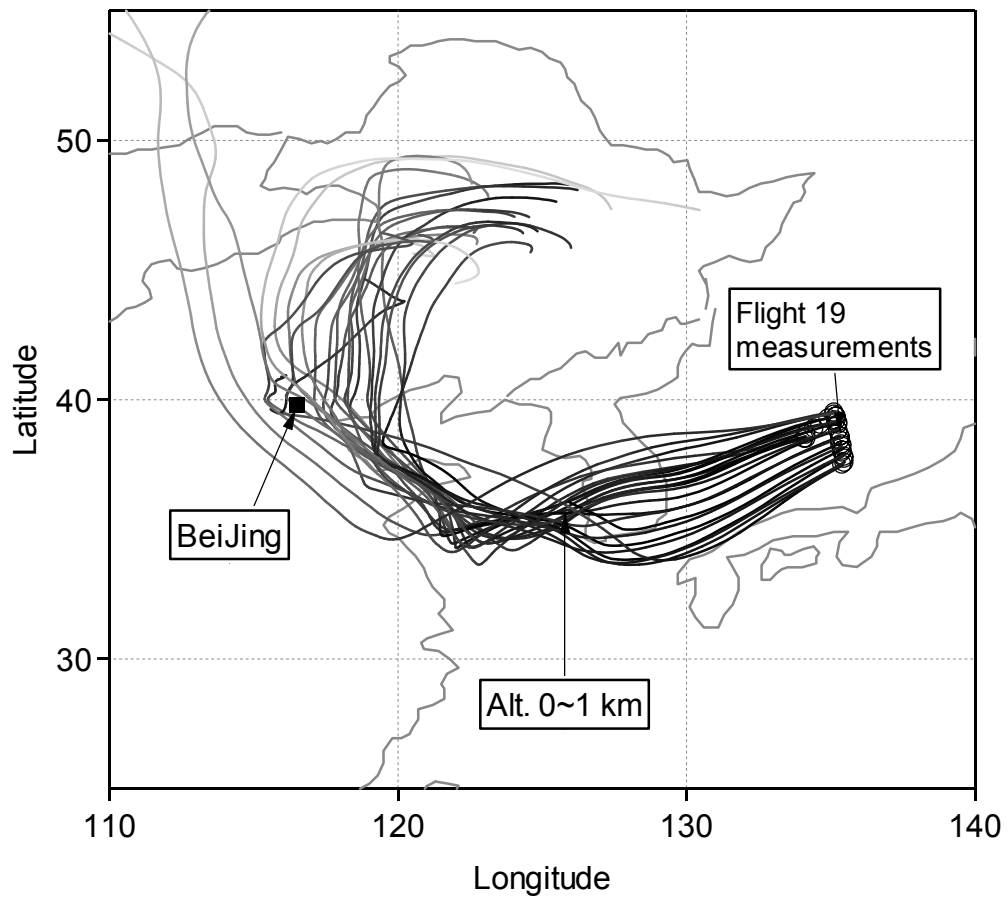 50
40
30
Latitude
Flight 19
measurements
BeiJing
Alt. 0~1 km
110
120
130
140
Longitude